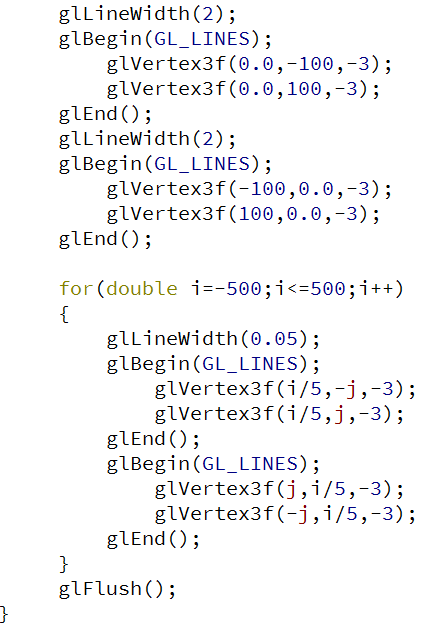 glLineWidth(2);
glBegin(GL_LINES);
glVertex3f(0.0,-100,-3);
glVertex3f(0.0,100,-3);
glEnd();
glLineWidth(2);
glBegin(GL_LINES);
glVertex3f(-100,0.0,-3);
glVertex3f(100,0.0,-3);
glEnd();
for(double i=-500;i<=500;i++)
{
glLineWidth(0.05);
glBegin(GL_LINES);
glVertex3f(i/5,-j,-3);
glVertex3f(i/5,j,-3);
glEnd();
glBegin(GL_LINES);
glVertex3f(j,i/5,-3);
glVertex3f(-j,i/5,-3);
glEnd();
}
glFlush();
}